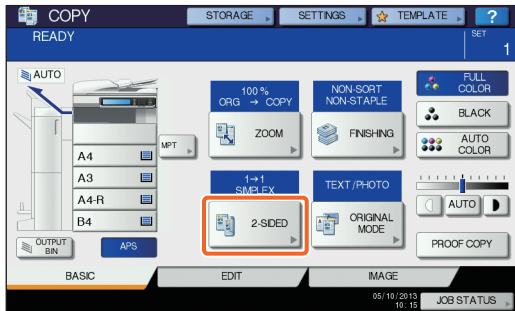 COPY
STORAGE
SETTINGS
TEMPLATE
?
READY
SET
1
AUTO
A4
A3
A4-R
B4
MPT
OUTPUT
BIN
APS
100 %
ORG → COPY
ZOOM
NON-SORT
NON-STAPLE
FINISHING
1→1
SIMPLEX
2-SIDED
TEXT/PHOTO
ORIGINAL
MODE
FULL
COLOR
BLACK
AUTO
COLOR
AUTO
PROOF COPY
BASIC
EDIT
IMAGE
05/10/2013
10:15
JOB STATUS